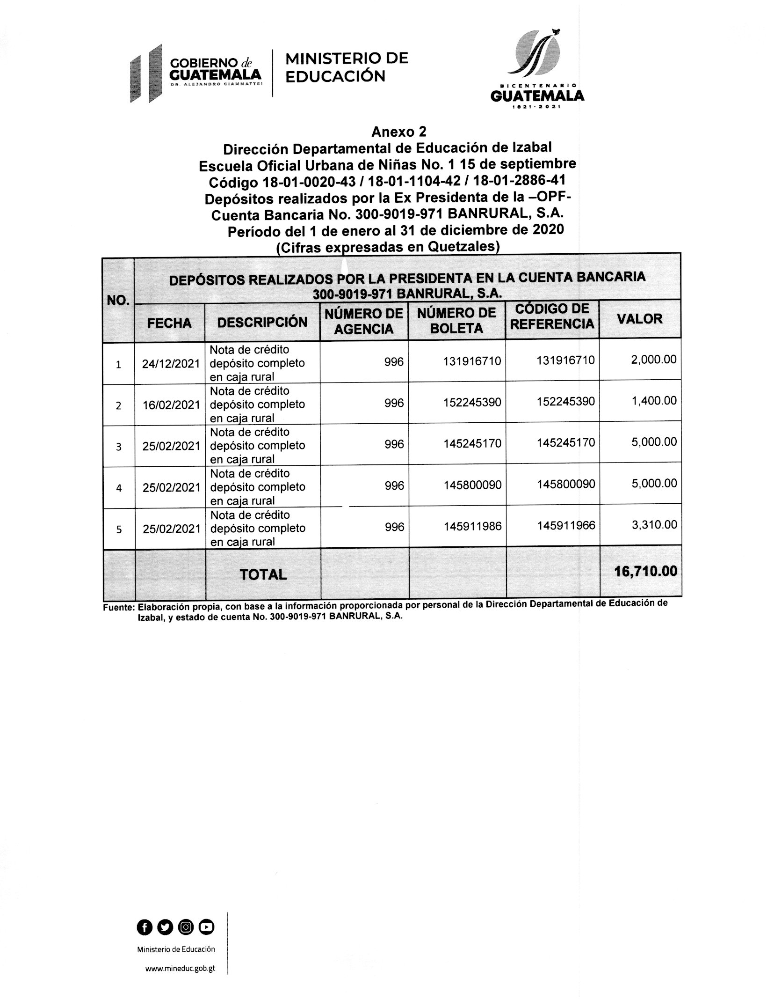 GOBIERNO de
GUATEMALA
DR. ALEJANDRO GIAMMATTEI
MINISTERIO DE
EDUCACIÓN
BICENTENARIO
GUATEMALA
1821-2021
Anexo 2
Dirección Departamental de Educación de Izabal
Escuela Oficial Urbana de Niñas No. 1 15 de septiembre
Código 18-01-0020-43 / 18-01-1104-42 / 18-01-2886-41
Depósitos realizados por la Ex Presidenta de la –OPF-
Cuenta Bancaria No. 300-9019-971 BANRURAL, S.A.
Período del 1 de enero al 31 de diciembre de 2020
(Cifras expresadas en Quetzales)
NO.
DEPÓSITOS REALIZADOS POR LA PRESIDENTA EN LA CUENTA BANCARIA
300-9019-971 BANRURAL, S.A.
FECHA
DESCRIPCIÓN
NÚMERO DE
AGENCIA
NÚMERO DE
BOLETA
CÓDIGO DE
REFERENCIA
VALOR
1
24/12/2021
Nota de crédito
depósito completo
en caja rural
996
131916710
131916710
2,000.00
2
16/02/2021
Nota de crédito
depósito completo
en caja rural
996
152245390
152245390
1,400.00
3
25/02/2021
Nota de crédito
depósito completo
en caja rural
996
145245170
145245170
5,000.00
4
25/02/2021
Nota de crédito
depósito completo
en caja rural
996
145800090
145800090
5,000.00
5
25/02/2021
Nota de crédito
depósito completo
en caja rural
996
145911986
145911966
3,310.00
TOTAL
16,710.00
Fuente: Elaboración propia, con base a la información proporcionada por personal de la Dirección Departamental de Educación de
Izabal, y estado de cuenta No. 300-9019-971 BANRURAL, S.A.
Ministerio de Educación
www.mineduc.gob.gt